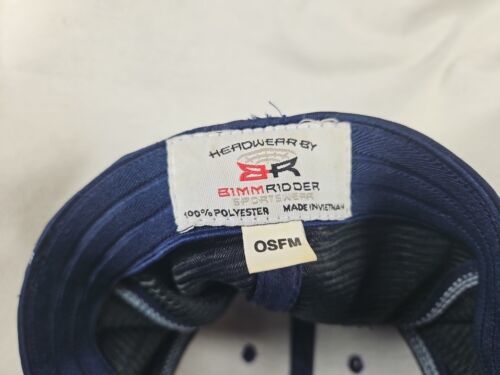 HEADWEAR BY
BR
BIMMRIDDER
SPORTSWEAR
100% POLYESTER MADE IN VIETNAM
OSFM